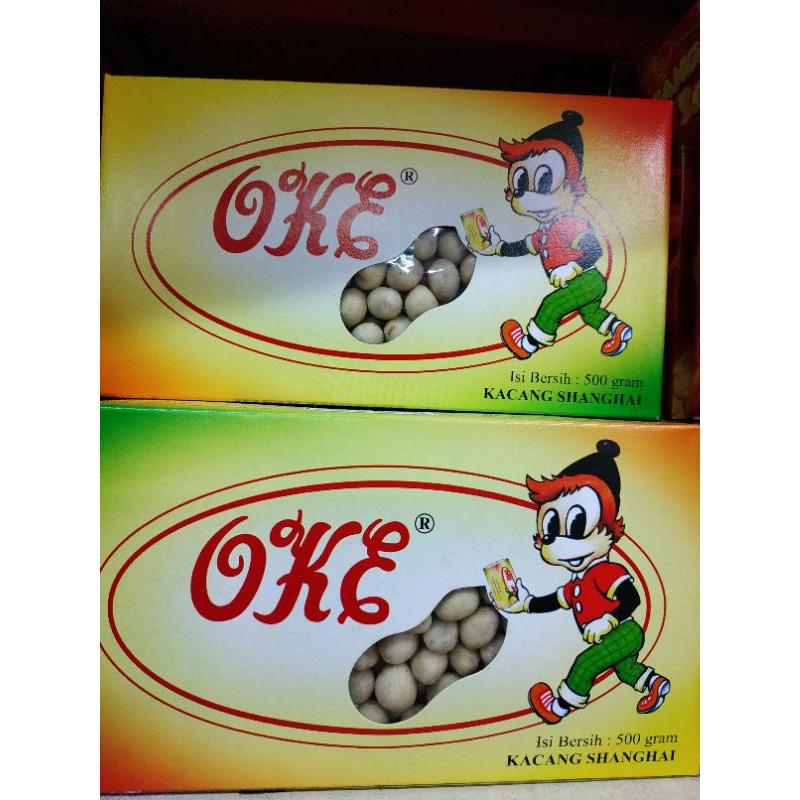 OKE®
Isi Bersih : 500 gram
KACANG SHANGHAI
OKE®
Isi Bersih : 500 gram
KACANG SHANGHAI